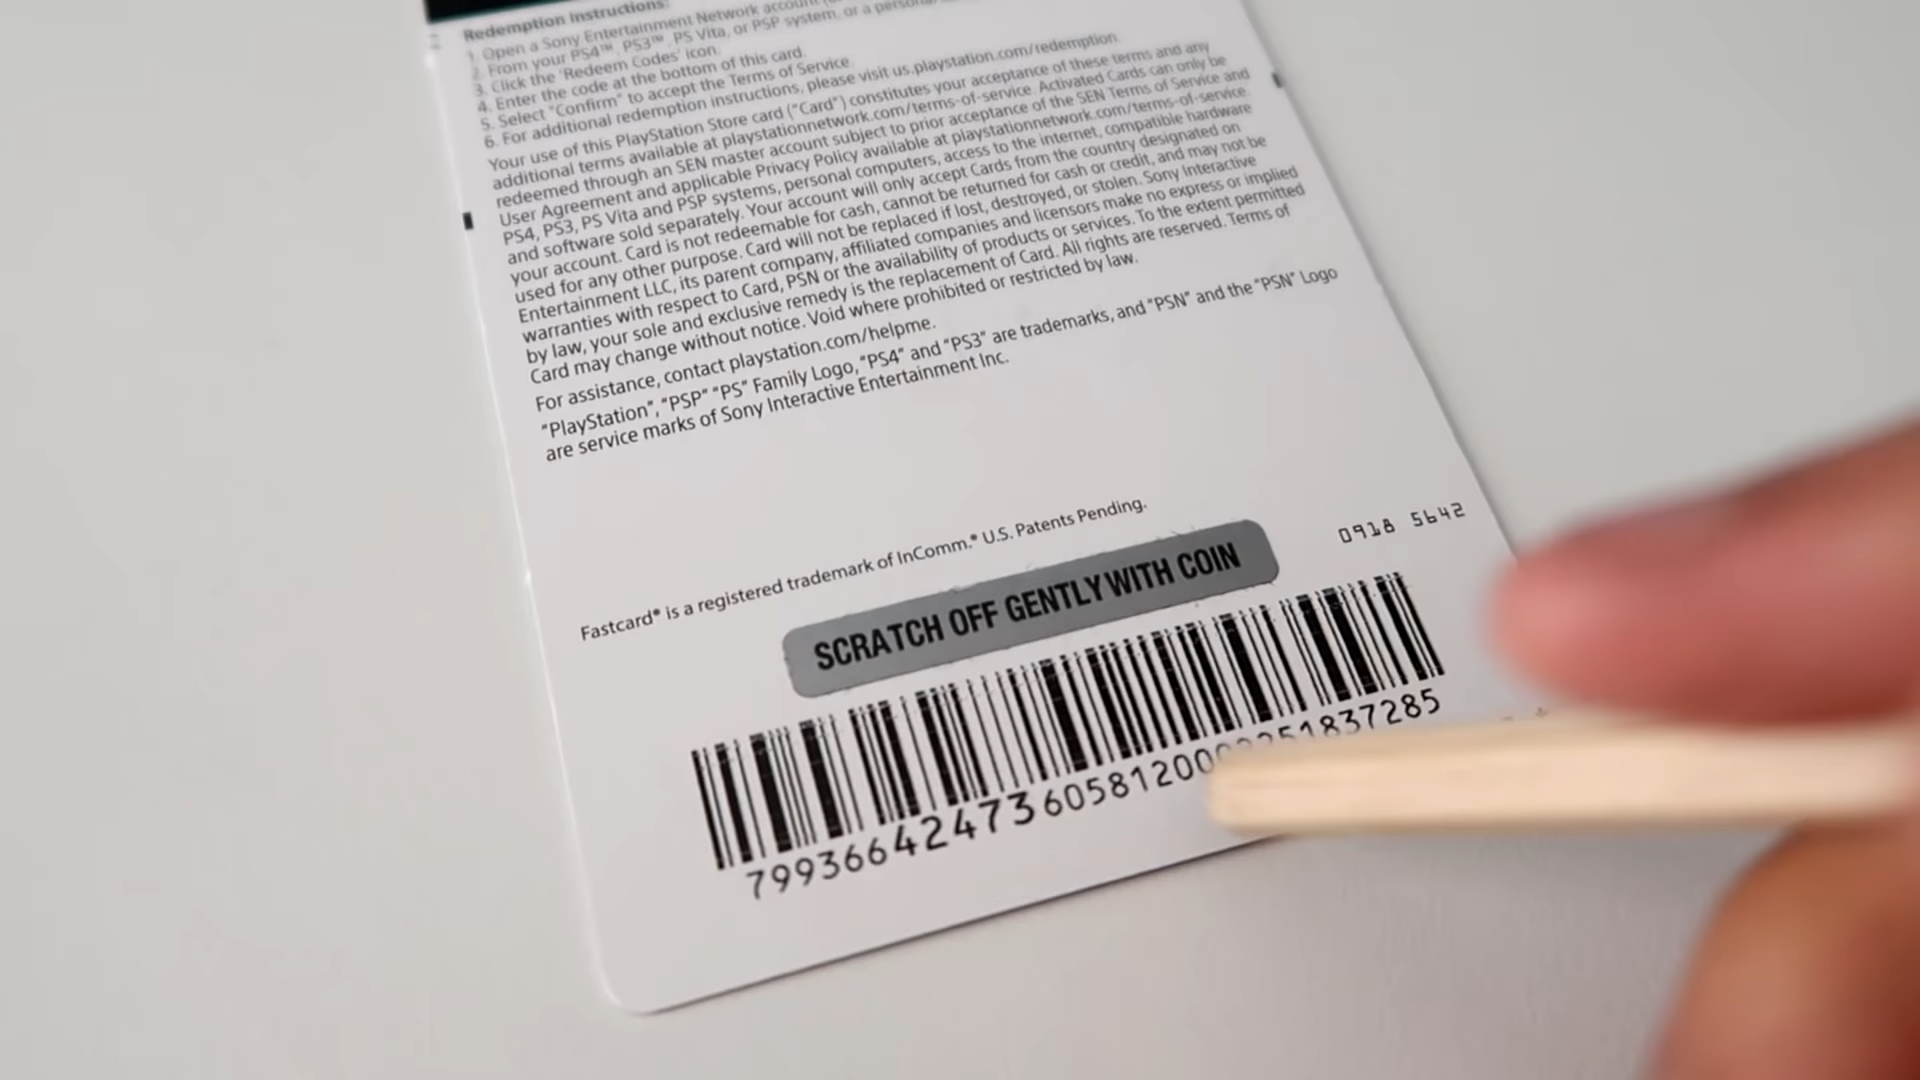 Redemption Instructions:
1. Open a Sony Entertainment Network account
2. From your PS4™, PS3™, PS Vita, or PSP system, or a personal
3. Click the 'Redeem Codes' icon.
4. Enter the code at the bottom of this card.
5. Select "Confirm" to accept the Terms of Service.
6. For additional redemption instructions, please visit us.playstation.com/redemption.
Your use of this PlayStation Store card ("Card") constitutes your acceptance of these terms and any
additional terms available at playstationnetwork.com/terms-of-service. Activated Cards can only be
redeemed through an SEN master account subject to prior acceptance of the SEN Terms of Service and
User Agreement and applicable Privacy Policy available at playstationnetwork.com/terms-of-service.
PS4, PS3, PS Vita and PSP systems, personal computers, access to the internet, compatible hardware
and software sold separately. Your account will only accept Cards from the country designated on
your account. Card is not redeemable for cash, cannot be returned for cash or credit, and may not be
used for any other purpose. Card will not be replaced if lost, destroyed, or stolen. Sony Interactive
Entertainment LLC, its parent company, affiliated companies and licensors make no express or implied
warranties with respect to Card, PSN or the availability of products or services. To the extent permitted
by law, your sole and exclusive remedy is the replacement of Card. All rights are reserved. Terms of
Card may change without notice. Void where prohibited or restricted by law.
For assistance, contact playstation.com/helpme.
"PlayStation", "PSP" "PS" Family Logo, "PS4" and "PS3" are trademarks, and "PSN" and the "PSN" Logo
are service marks of Sony Interactive Entertainment Inc.
Fastcard® is a registered trademark of InComm.® U.S. Patents Pending.
0918 5642
SCRATCH OFF GENTLY WITH COIN
799366424736058120